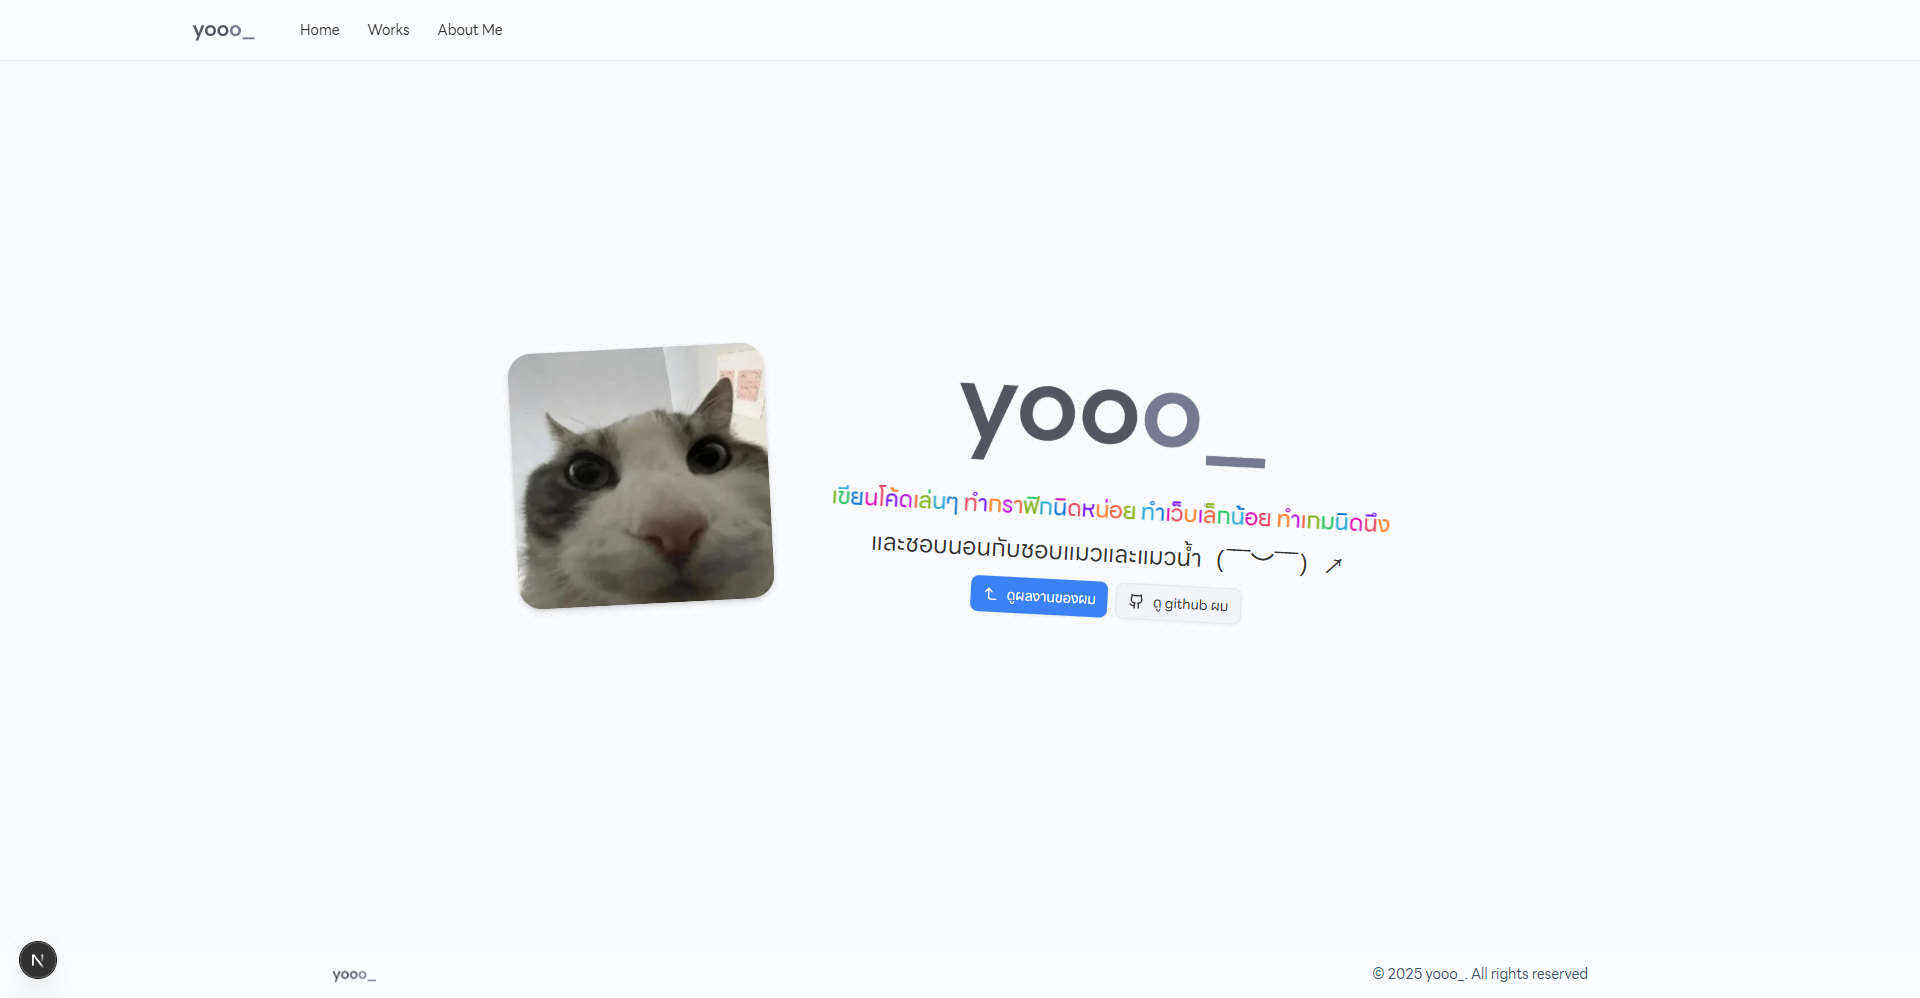 yooo_
Home
Works
About Me
yooo_
เขียนโค้ดเล่นๆ ทำกราฟิกนิดหน่อย ทำเว็บเล็กน้อย ทำเกมนิดนึง
และชอบนอนกับชอบแมวและแมวน้ำ (￣︶￣)↗
ดูผลงานของผม
ดู github ผม
N
yooo_
© 2025 yooo_. All rights reserved